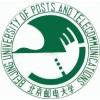 BEIJING UNIVERSITY OF POSTS AND TELECOMMUNICATIONS
北京邮电大学